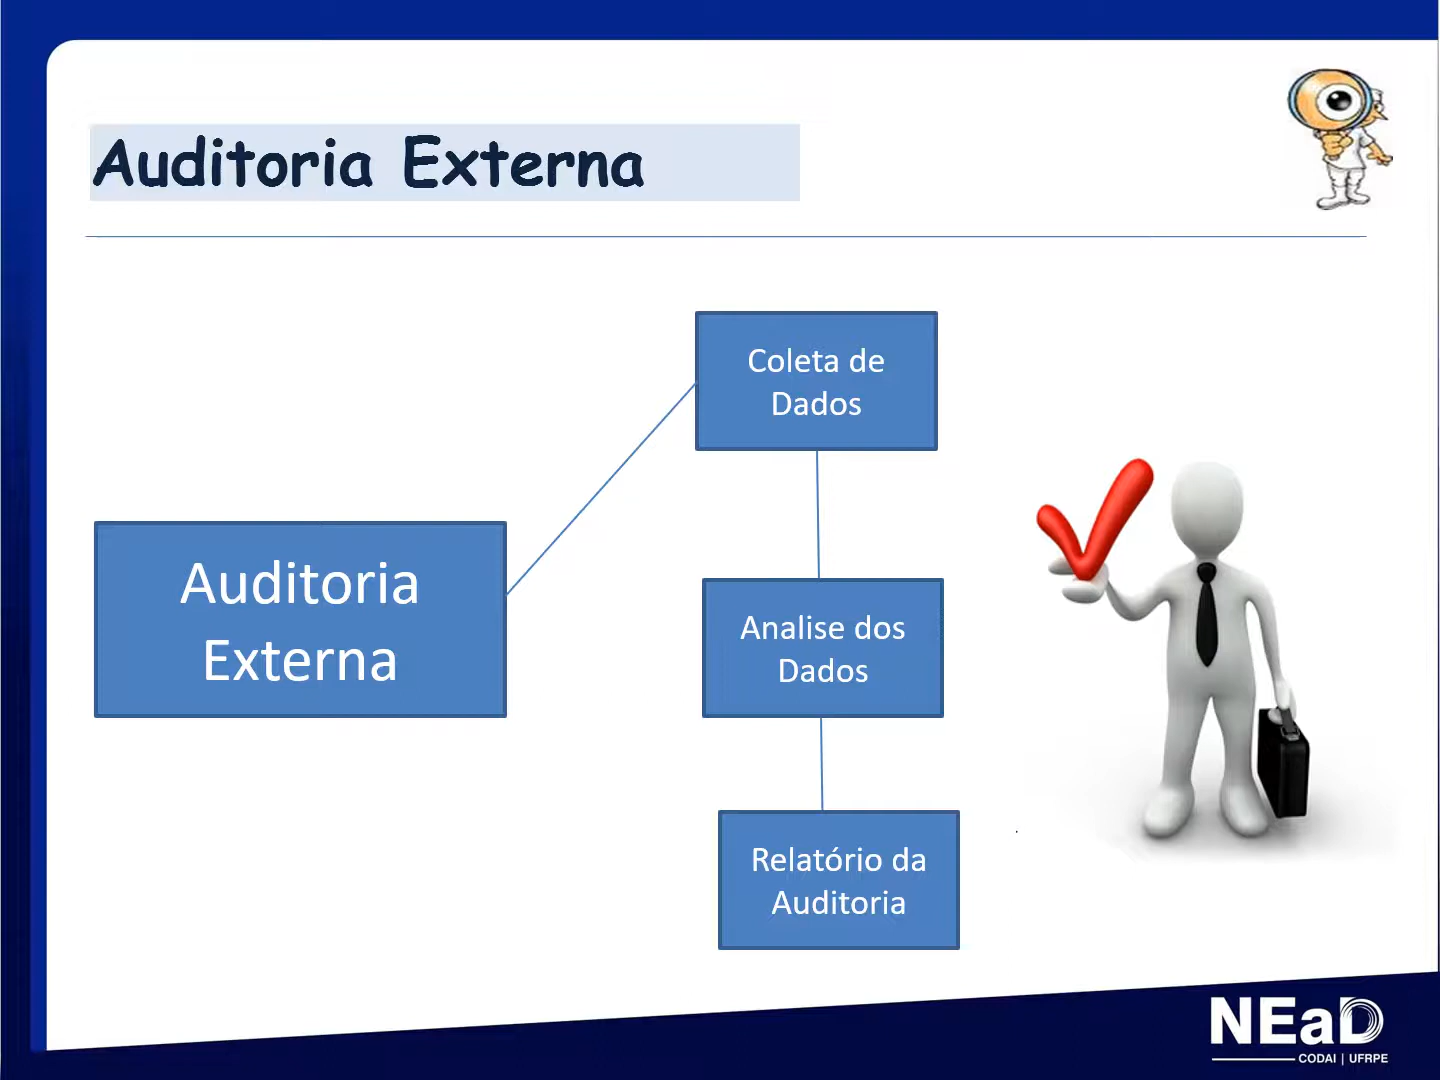 Auditoria Externa
Coleta de
Dados
Auditoria
Externa
Analise dos
Dados
Relatório da
Auditoria
NEaD
CODAI | UFRPE